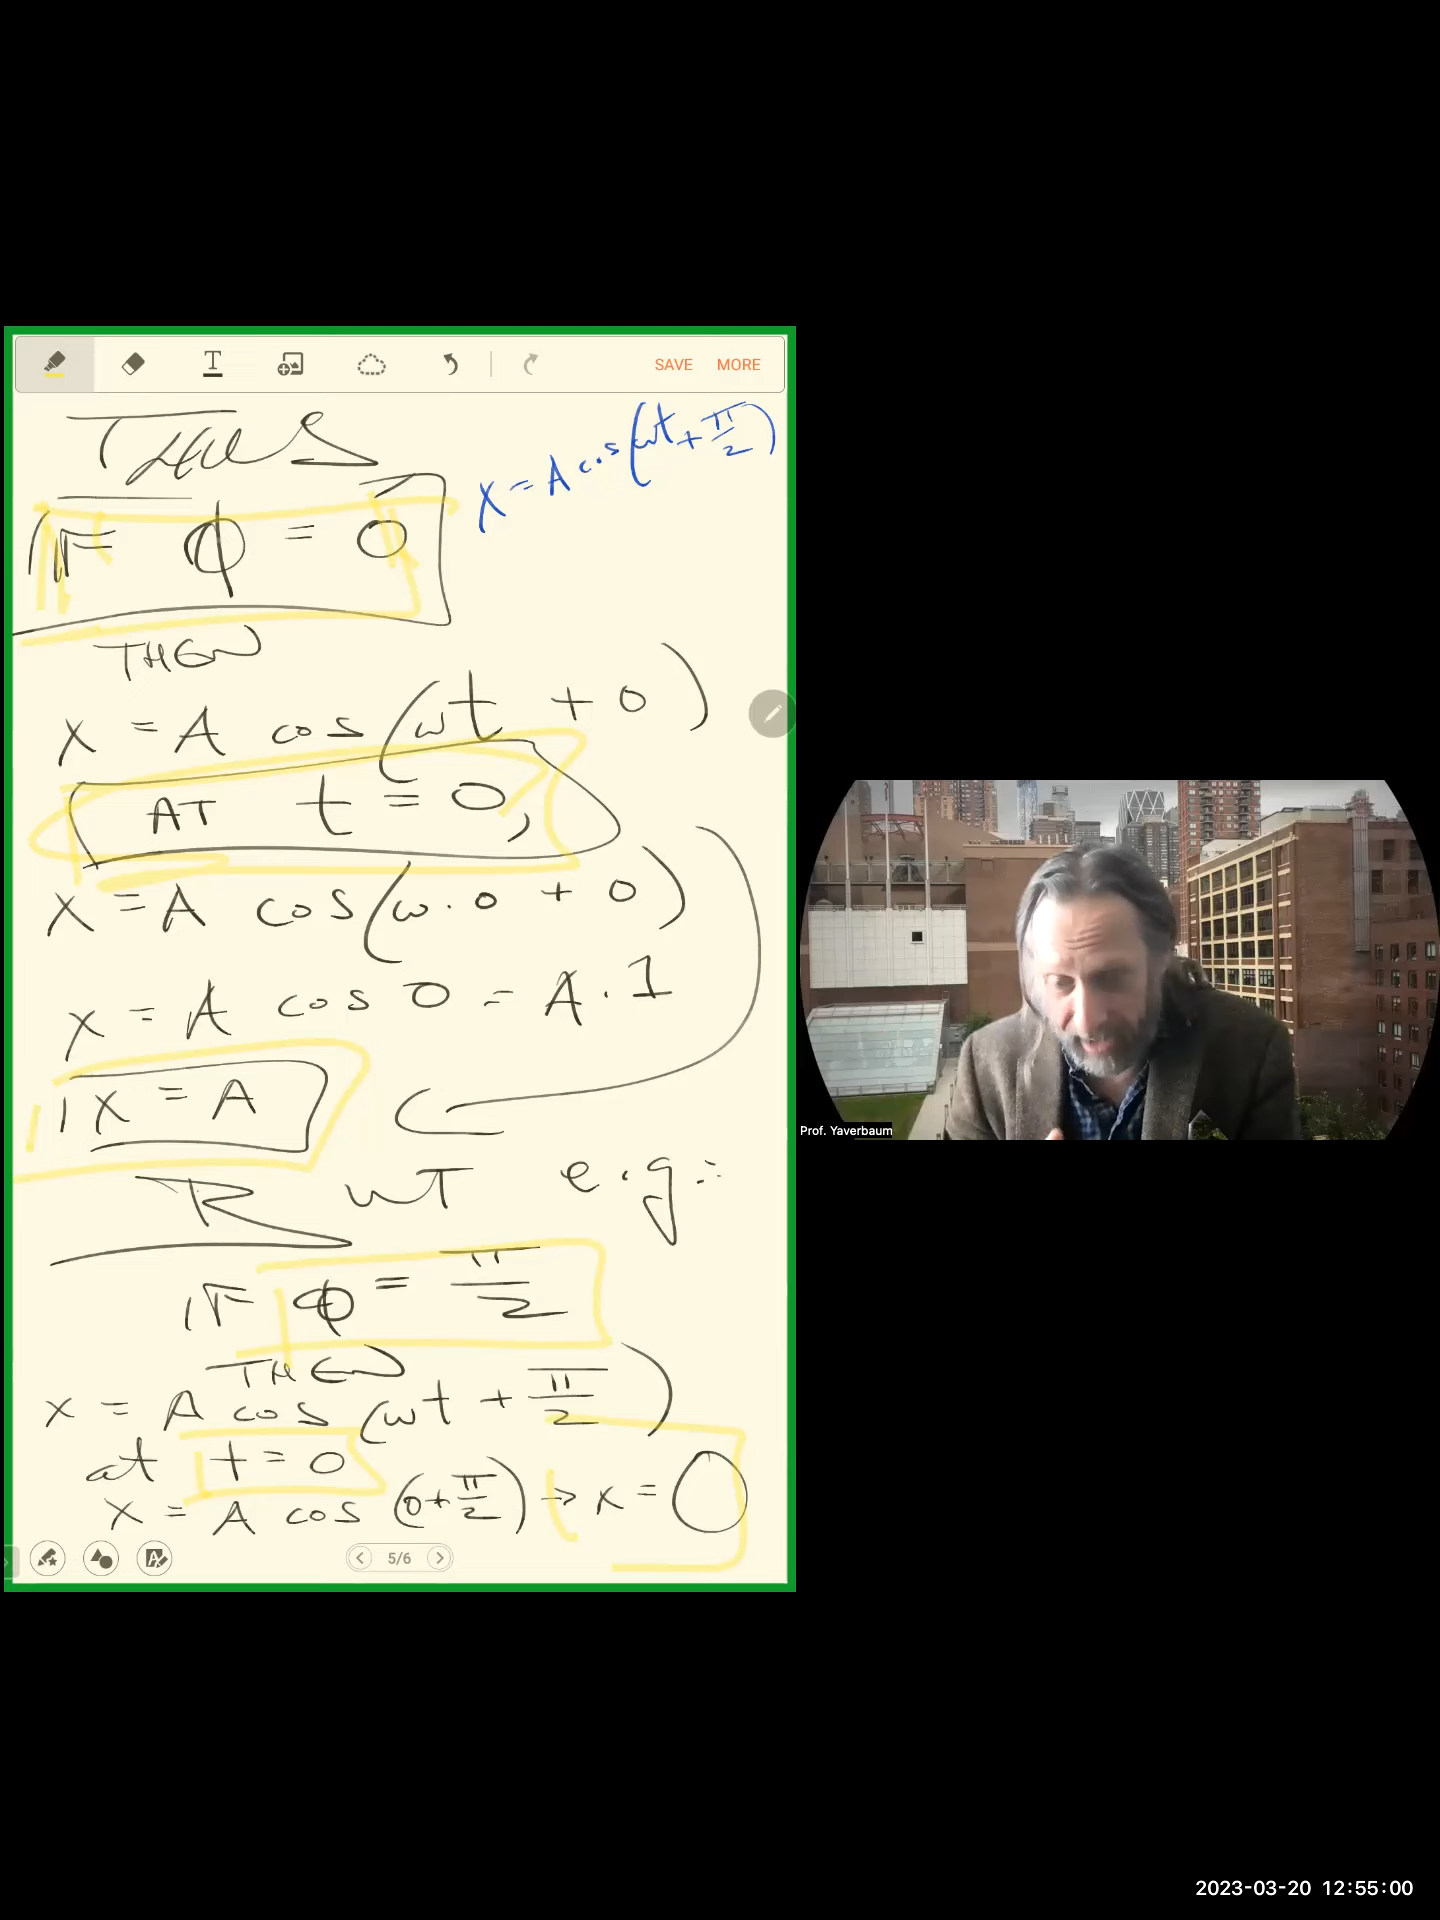 SAVE MORE
THUS
x = A cos(ωt + π/2)
IF ϕ = 0
THEN
x = A cos(ωt + 0)
AT t = 0,
x = A cos(ω · 0 + 0)
x = A cos 0 = A . 1
x = A
e.g.:
IF ϕ = π/2
THEN
x = A cos(ωt + π/2)
at t = 0
x = A cos(0 + π/2) → x = 0
5/6
Prof. Yaverbaum
2023-03-20 12:55:00